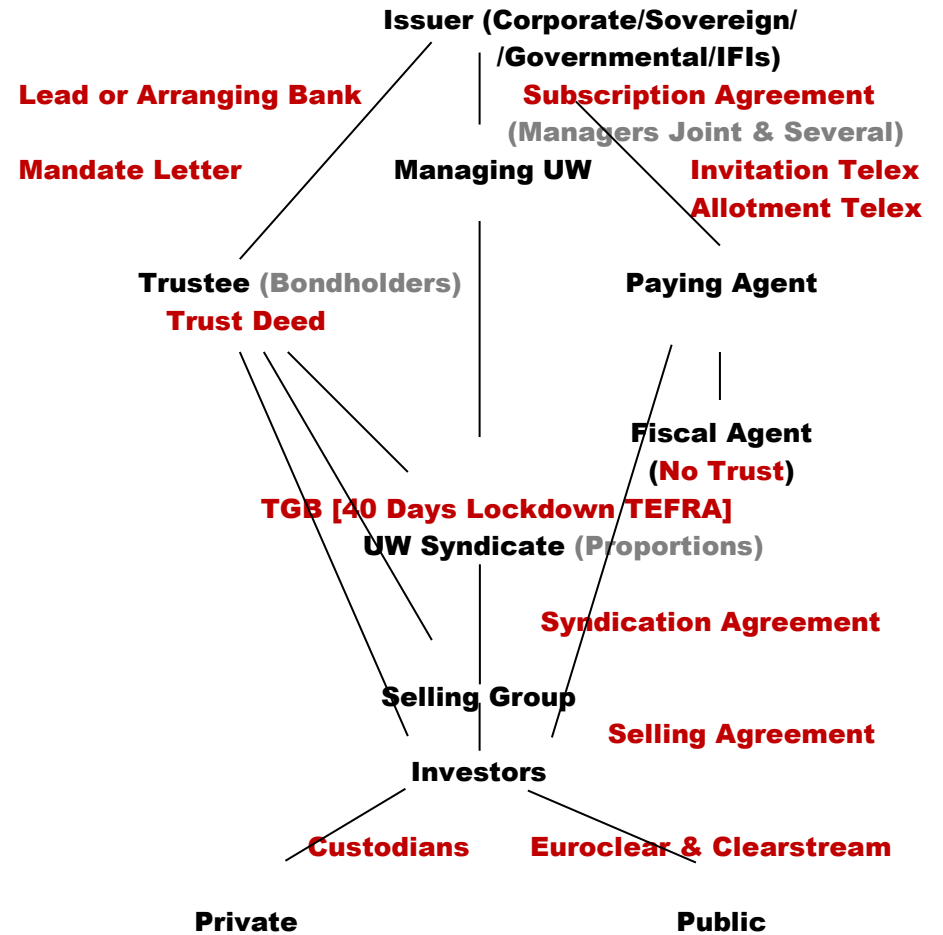 Issuer (Corporate/Sovereign/
/Governmental/IFIs)
Lead or Arranging Bank
Subscription Agreement
(Managers Joint & Several)
Mandate Letter
Managing UW
Invitation Telex
Allotment Telex
Trustee (Bondholders)
Paying Agent
Trust Deed
Fiscal Agent
(No Trust)
TGB [40 Days Lockdown TEFRA]
UW Syndicate (Proportions)
Syndication Agreement
Selling Group
Selling Agreement
Investors
Custodians
Euroclear & Clearstream
Private
Public